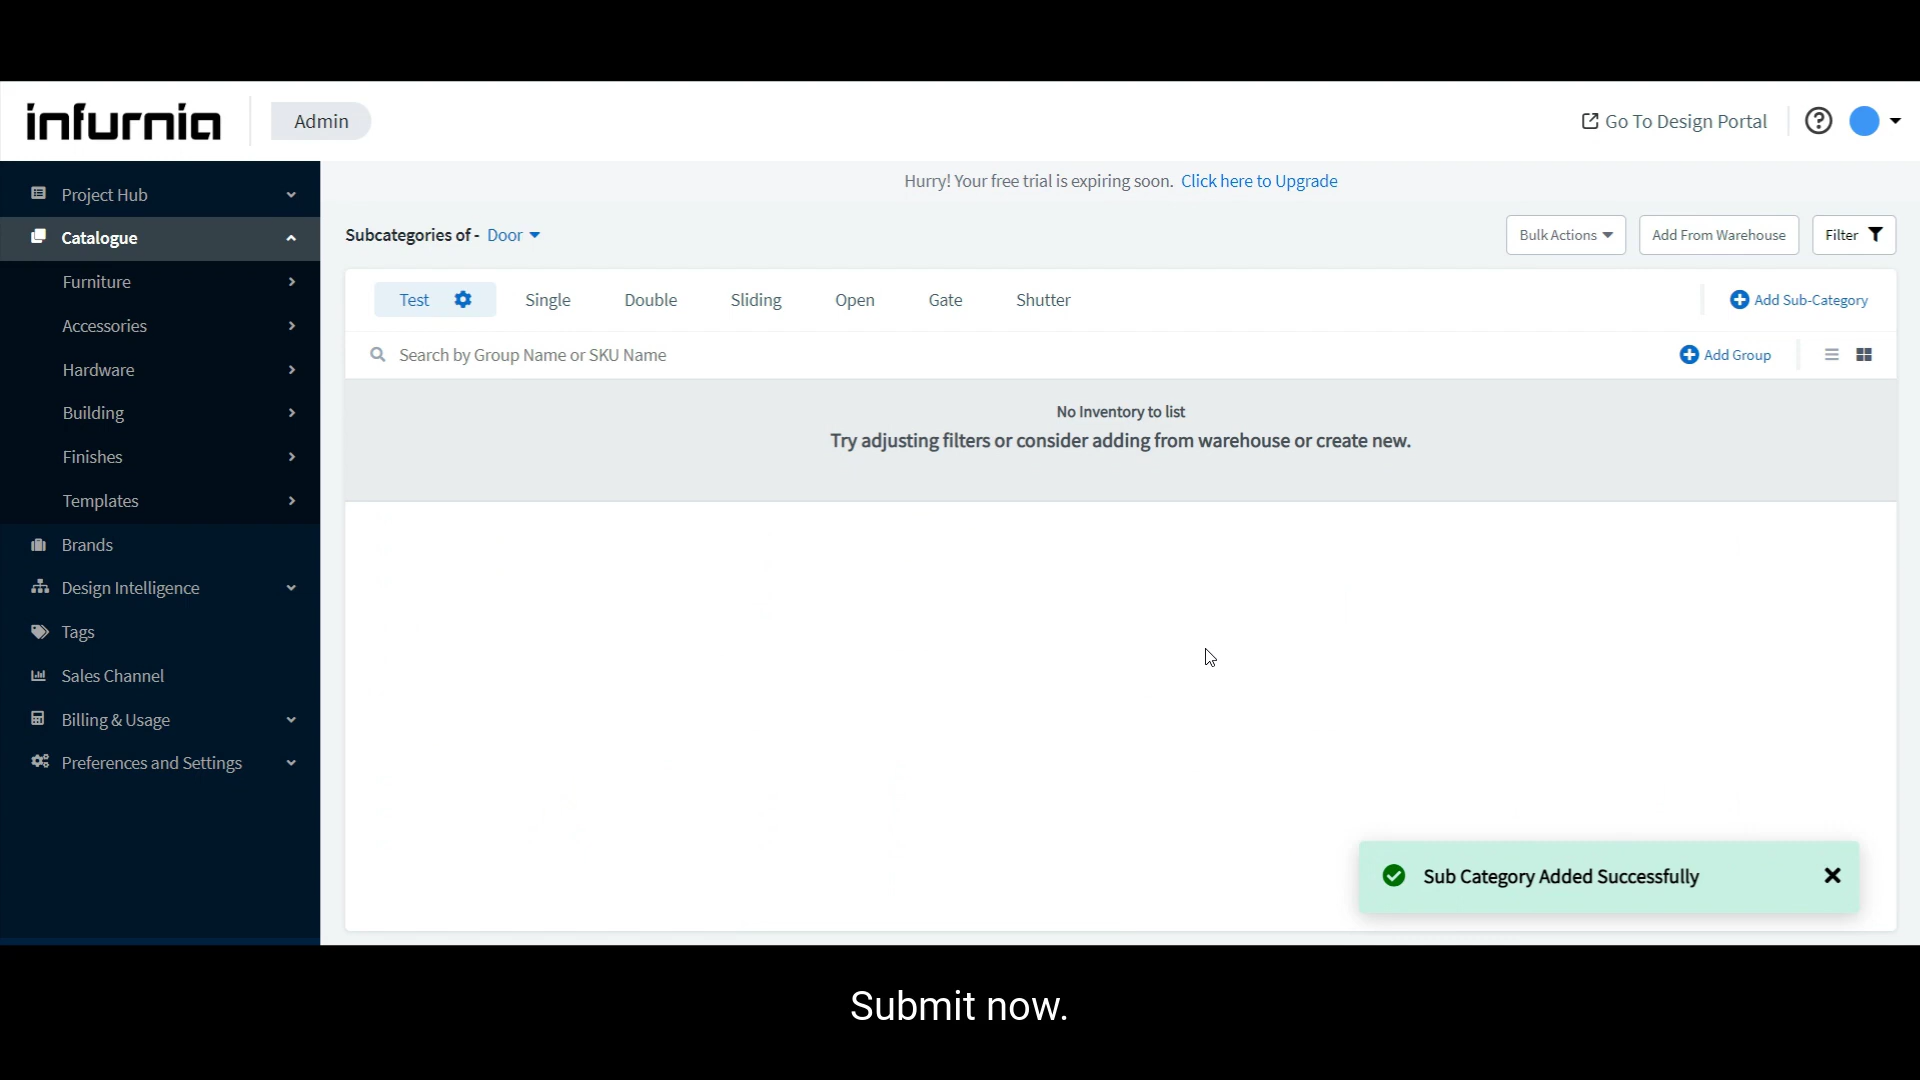 infurnia
Admin
Go To Design Portal
Project Hub
Catalogue
Furniture
Accessories
Hardware
Building
Finishes
Templates
Brands
Design Intelligence
Tags
Sales Channel
Billing & Usage
Preferences and Settings
Hurry! Your free trial is expiring soon. Click here to Upgrade
Subcategories of - Door
Bulk Actions
Add From Warehouse
Filter
Test
Single
Double
Sliding
Open
Gate
Shutter
Add Sub-Category
Search by Group Name or SKU Name
Add Group
No Inventory to list
Try adjusting filters or consider adding from warehouse or create new.
Sub Category Added Successfully
Submit now.